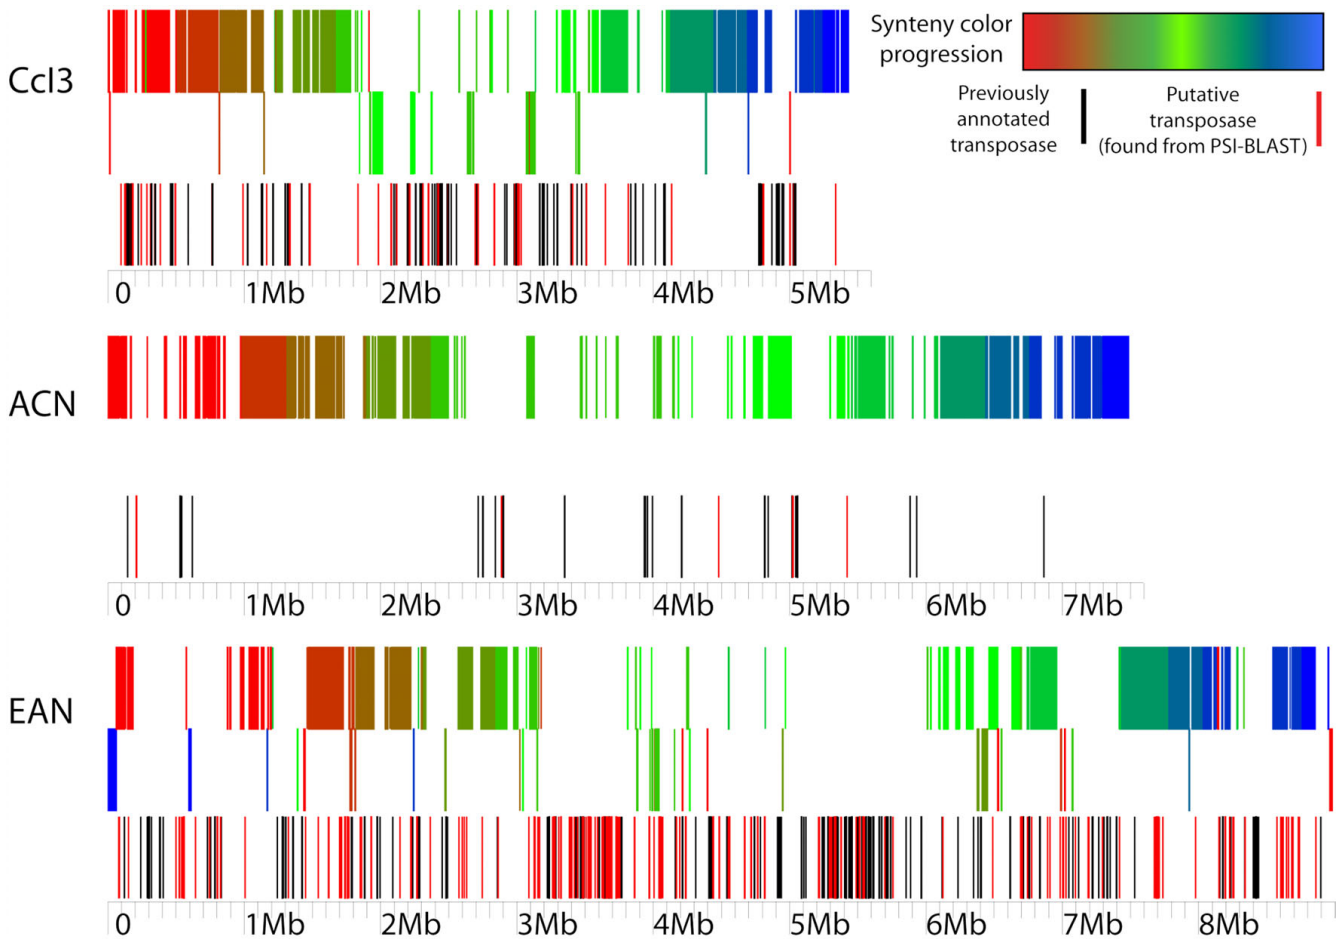 Synteny color
progression
Previously
annotated
transposase
Putative
transposase
(found from PSI-BLAST)
CcI3
0 1Mb 2Mb 3Mb 4Mb 5Mb
ACN
0 1Mb 2Mb 3Mb 4Mb 5Mb 6Mb 7Mb
EAN
0 1Mb 2Mb 3Mb 4Mb 5Mb 6Mb 7Mb 8Mb